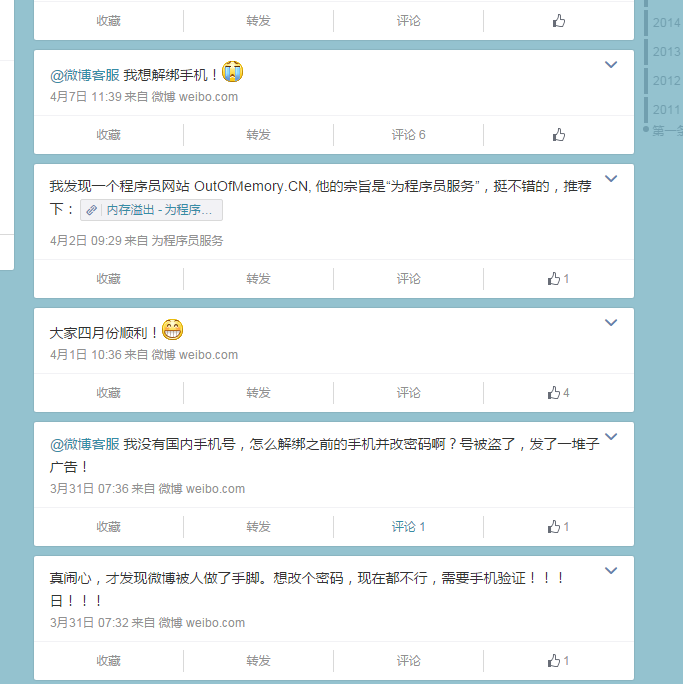 收藏 转发 评论
@微博客服 我想解绑手机！
4月7日 11:39 来自 微博 weibo.com
收藏 转发 评论 6
我发现一个程序员网站 OutOfMemory.CN, 他的宗旨是“为程序员服务”，挺不错的，推荐
下： 内存溢出 - 为程序...
4月2日 09:29 来自 为程序员服务
收藏 转发 评论 1
大家四月份顺利！
4月1日 10:36 来自 微博 weibo.com
收藏 转发 评论 4
@微博客服 我没有国内手机号，怎么解绑之前的手机并改密码啊？号被盗了，发了一堆子
广告！
3月31日 07:36 来自 微博 weibo.com
收藏 转发 评论 1 1
真闹心，才发现微博被人做了手脚。想改个密码，现在都不行，需要手机验证！！！
日！！！
3月31日 07:32 来自 微博 weibo.com
收藏 转发 评论 1
2014
2013
2012
2011
第一